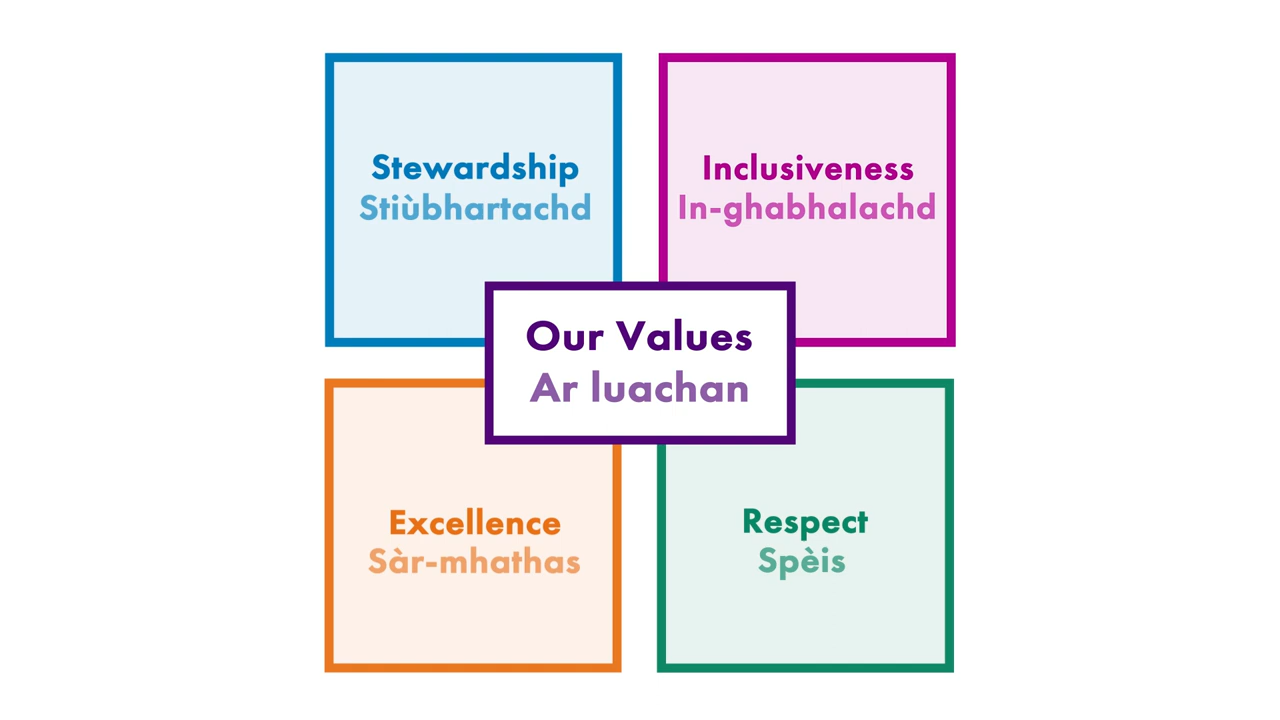 Stewardship
Stiùbhartachd
Inclusiveness
In-ghabhalachd
Our Values
Ar luachan
Excellence
Sàr-mhathas
Respect
Spèis